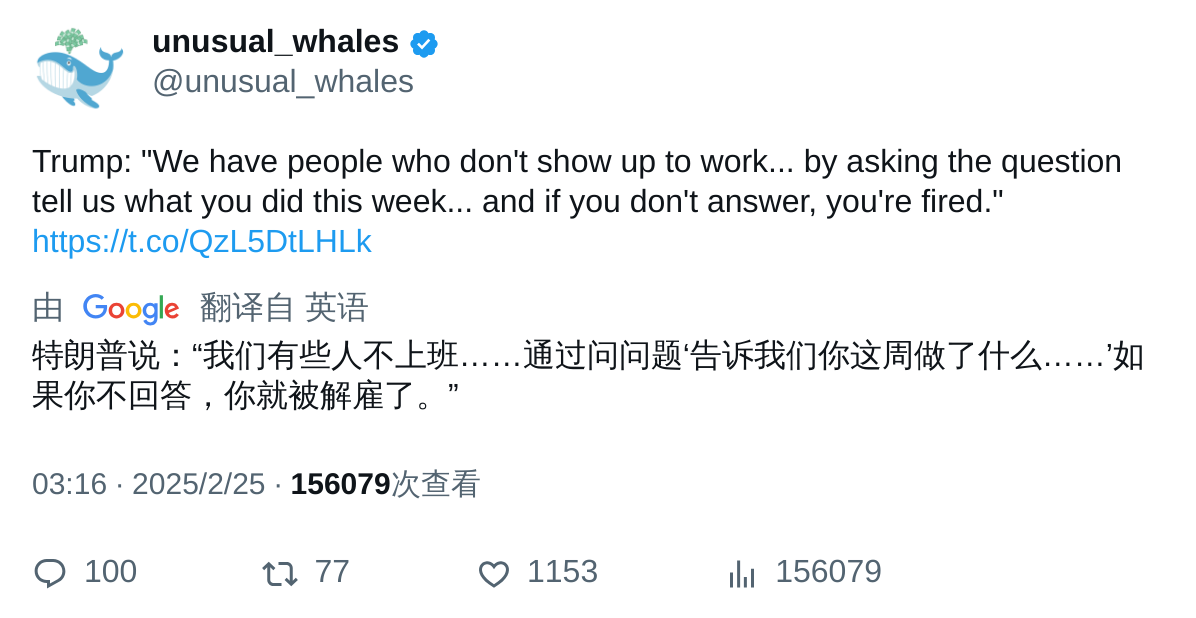 unusual_whales
@unusual_whales
Trump: "We have people who don't show up to work... by asking the question
tell us what you did this week... and if you don't answer, you're fired."
https://t.co/QzL5DtLHLk
由 Google 翻译自 英语
特朗普说：“我们有些人不上班……通过问问题‘告诉我们你这周做了什么……’如
果你不回答，你就被解雇了。”
03:16 · 2025/2/25 · 156079次查看
100 77 1153 156079